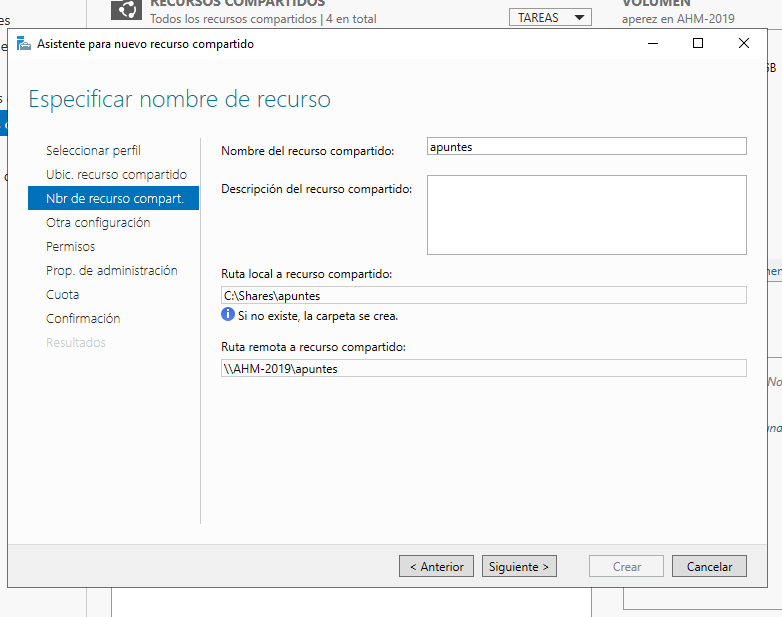 RECURSOS COMPARTIDOS
VOLUMEN
Todos los recursos compartidos | 4 en total
TAREAS
aperez en AHM-2019
Asistente para nuevo recurso compartido
Especificar nombre de recurso
Seleccionar perfil
Ubic. recurso compartido
Nbr de recurso compart.
Otra configuración
Permisos
Prop. de administración
Cuota
Confirmación
Resultados
Nombre del recurso compartido:
apuntes
Descripción del recurso compartido:
Ruta local a recurso compartido:
C:\Shares\apuntes
Si no existe, la carpeta se crea.
Ruta remota a recurso compartido:
\\AHM-2019\apuntes
< Anterior
Siguiente >
Crear
Cancelar